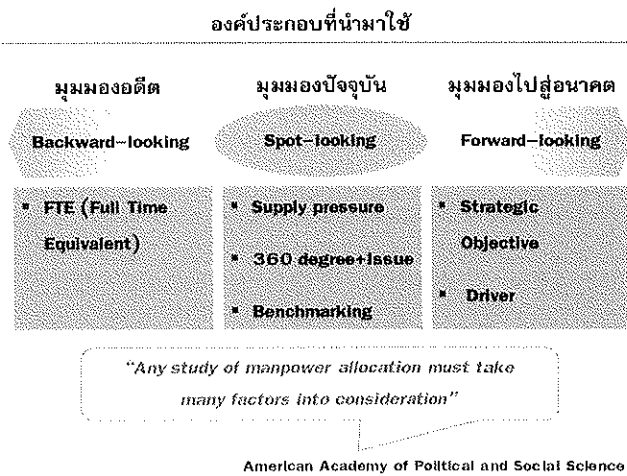 องค์ประกอบที่นำมาใช้
มุมมองอดีต
Backward-looking
▪ FTE (Full Time
Equivalent)
มุมมองปัจจุบัน
Spot-looking
▪ Supply pressure
▪ 360 degree+Issue
▪ Benchmarking
มุมมองไปสู่อนาคต
Forward-looking
▪ Strategic
Objective
▪ Driver
“Any study of manpower allocation must take
many factors into consideration”
American Academy of Political and Social Science